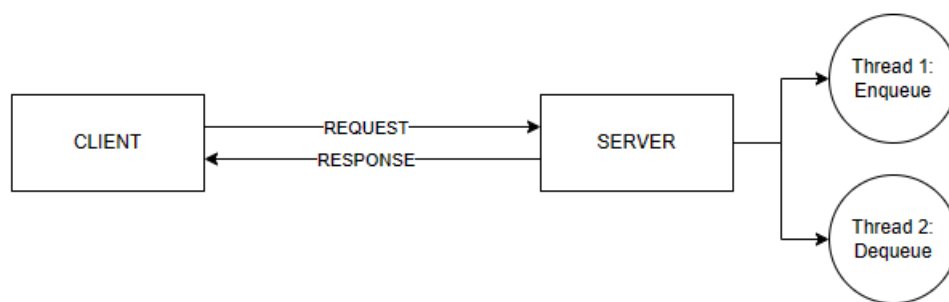 CLIENT
REQUEST
RESPONSE
SERVER
Thread 1:
Enqueue
Thread 2:
Dequeue